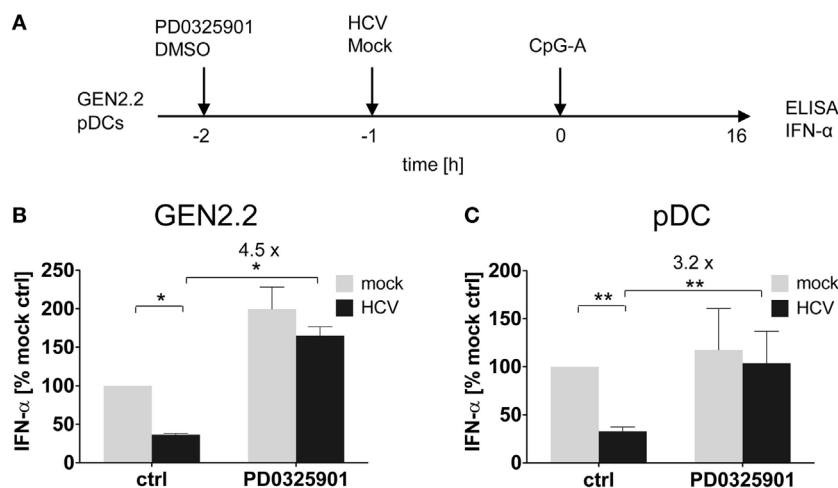 A
PD0325901
DMSO
HCV
Mock
CpG-A
GEN2.2
pDCs
-2
-1
0
16
time [h]
ELISA
IFN-α
B
GEN2.2
4.5 x
*
*
mock
HCV
IFN-α [% mock ctrl]
250
200
150
100
50
0
ctrl
PD0325901
C
pDC
3.2 x
**
**
mock
HCV
IFN-α [% mock ctrl]
200
150
100
50
0
ctrl
PD0325901